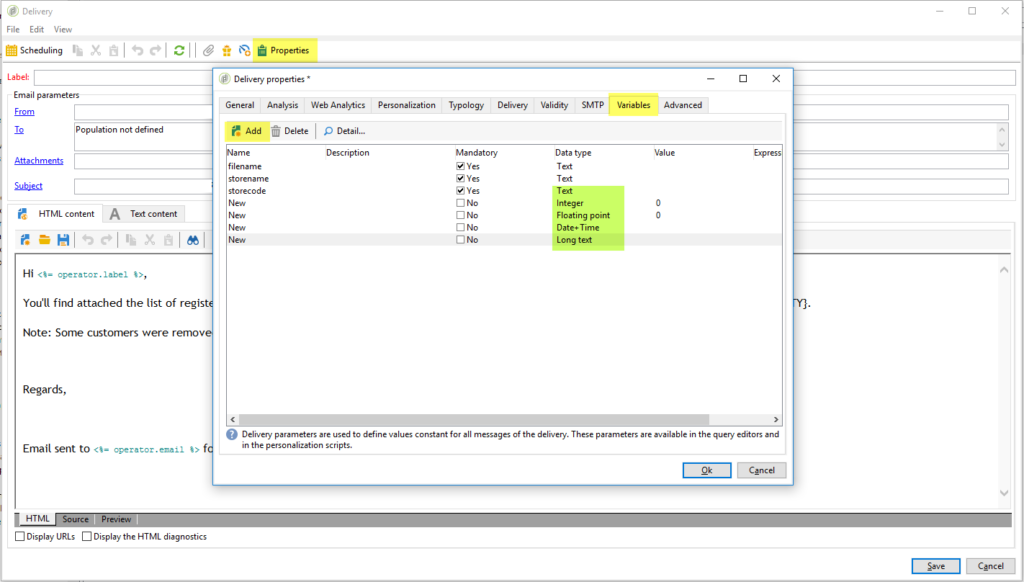 Delivery
File Edit View
Scheduling Properties
Label:
Email parameters
From
To Population not defined
Attachments
Subject
HTML content Text content
Hi <%= operator.label %>,
You'll find attached the list of registe TY}.
Note: Some customers were remove
Regards,
Email sent to <%= operator.email %> fo
HTML Source Preview
Display URLs Display the HTML diagnostics
Save Cancel
Delivery properties *
General Analysis Web Analytics Personalization Typology Delivery Validity SMTP Variables Advanced
Add Delete Detail...
Name Description Mandatory Data type Value Express
filename Yes Text
storename Yes Text
storecode Yes Text
New No Integer 0
New No Floating point 0
New No Date+Time
New No Long text
Delivery parameters are used to define values constant for all messages of the delivery. These parameters are available in the query editors and
in the personalization scripts.
Ok Cancel